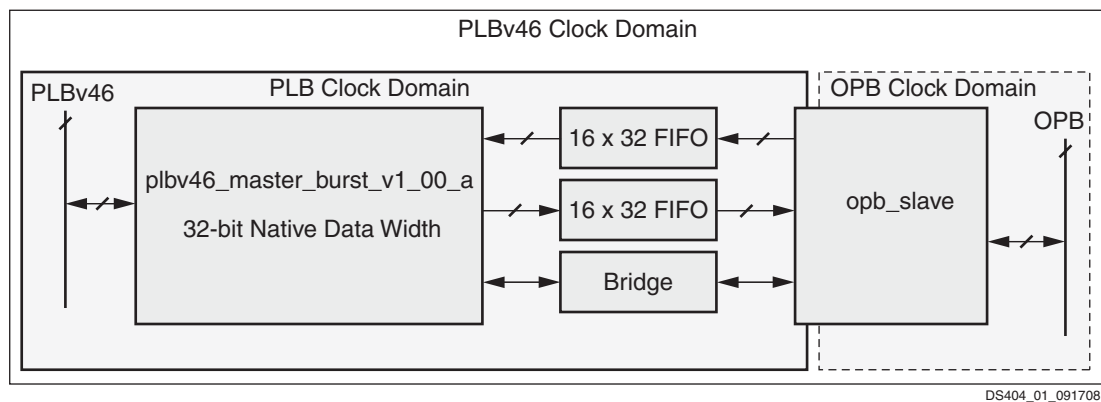 PLBv46 Clock Domain
PLB Clock Domain
OPB Clock Domain
PLBv46
OPB
16 x 32 FIFO
plbv46_master_burst_v1_00_a
32-bit Native Data Width
16 x 32 FIFO
opb_slave
Bridge
DS404_01_091708